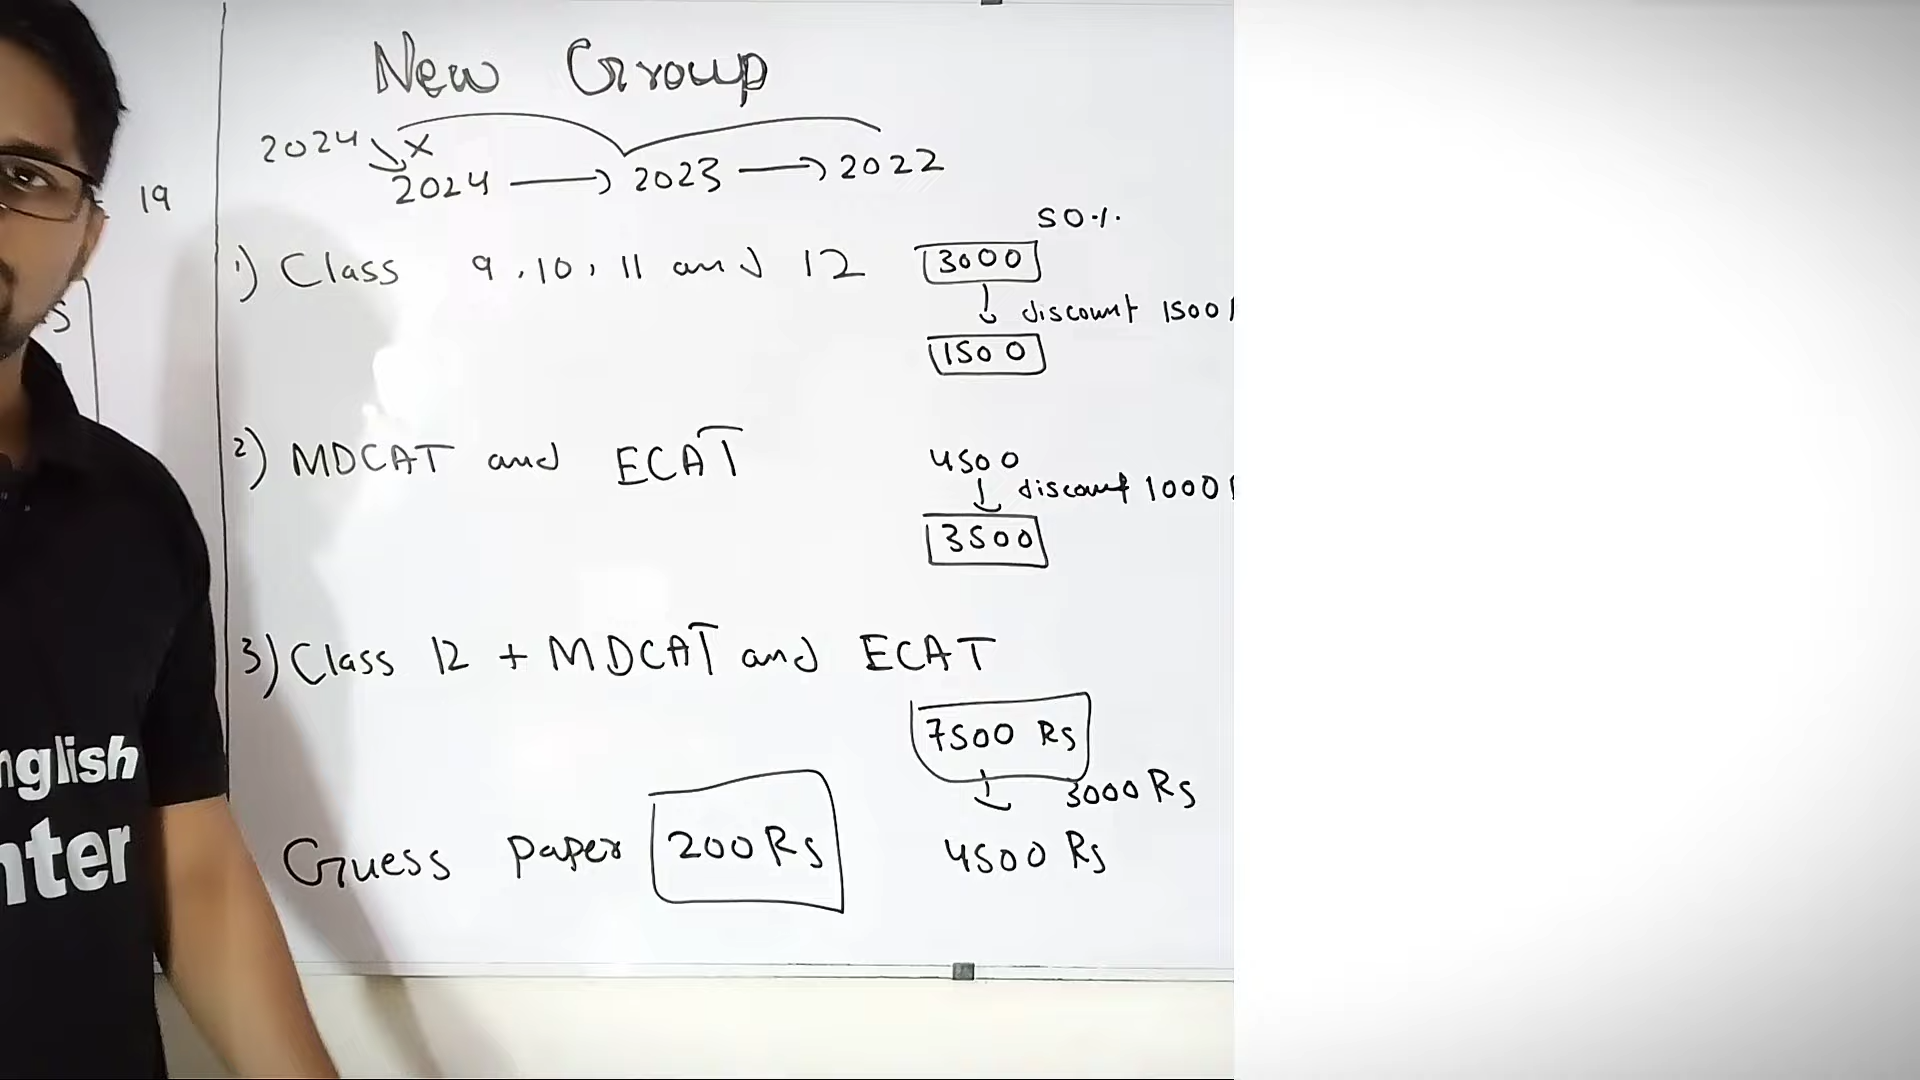 New Group
2024 x
2024 → 2023 → 2022
19
50%
1) Class 9, 10, 11 and 12 3000
↓ discount 1500
1500
S
2) MDCAT and ECAT 4500
↓ discount 1000
3500
3) Class 12 + MDCAT and ECAT
7500 Rs
↓ 3000 Rs
Guess paper 200 Rs 4500 Rs
nglish
nter